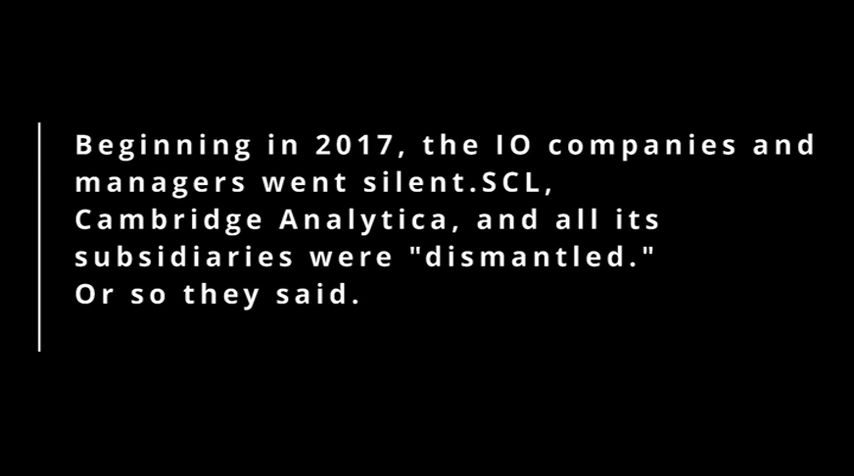 Beginning in 2017, the IO companies and
managers went silent.SCL,
Cambridge Analytica, and all its
subsidiaries were "dismantled."
Or so they said.